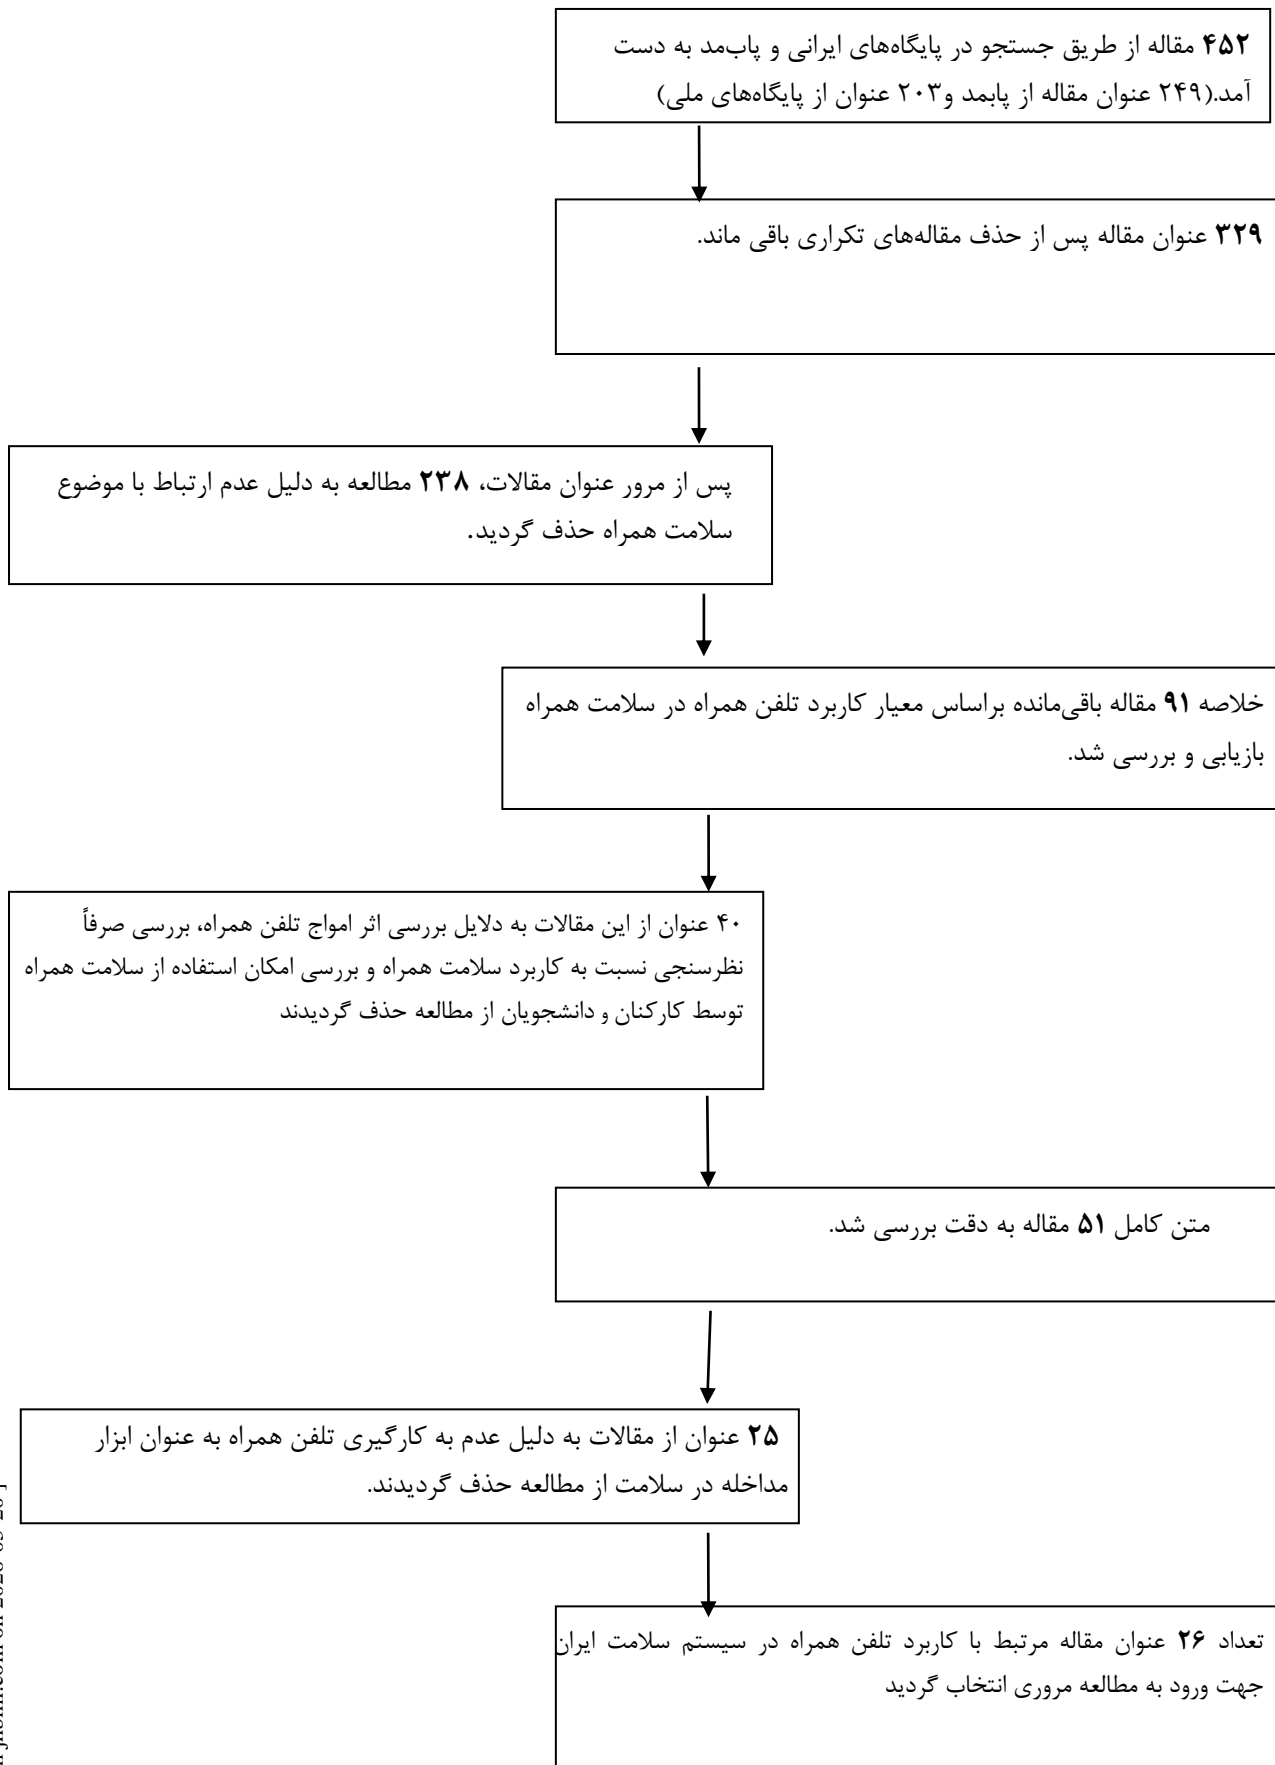 ۴۵۲ مقاله از طریق جستجو در پایگاه‌های ایرانی و پاب‌مد به دست
آمد.(۲۴۹ عنوان مقاله از پابمد و۲۰۳ عنوان از پایگاه‌های ملی)
۳۲۹ عنوان مقاله پس از حذف مقاله‌های تکراری باقی ماند.
پس از مرور عنوان مقالات، ۲۳۸ مطالعه به دلیل عدم ارتباط با موضوع
سلامت همراه حذف گردید.
خلاصه ۹۱ مقاله باقی‌مانده براساس معیار کاربرد تلفن همراه در سلامت همراه
بازیابی و بررسی شد.
۴۰ عنوان از این مقالات به دلایل بررسی اثر امواج تلفن همراه، بررسی صرفاً
نظرسنجی نسبت به کاربرد سلامت همراه و بررسی امکان استفاده از سلامت همراه
توسط کارکنان و دانشجویان از مطالعه حذف گردیدند
متن کامل ۵۱ مقاله به دقت بررسی شد.
۲۵ عنوان از مقالات به دلیل عدم به کارگیری تلفن همراه به عنوان ابزار
مداخله در سلامت از مطالعه حذف گردیدند.
تعداد ۲۶ عنوان مقاله مرتبط با کاربرد تلفن همراه در سیستم سلامت ایران
جهت ورود به مطالعه مروری انتخاب گردید